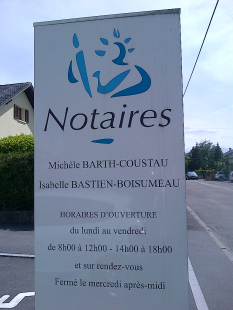 Notaires
Michèle BARTH-COUSTAU
Isabelle BASTIEN-BOISUMEAU
HORAIRES D'OUVERTURE
du lundi au vendredi
de 8h00 à 12h00 - 14h00 à 18h00
et sur rendez-vous
Fermé le mercredi après-midi